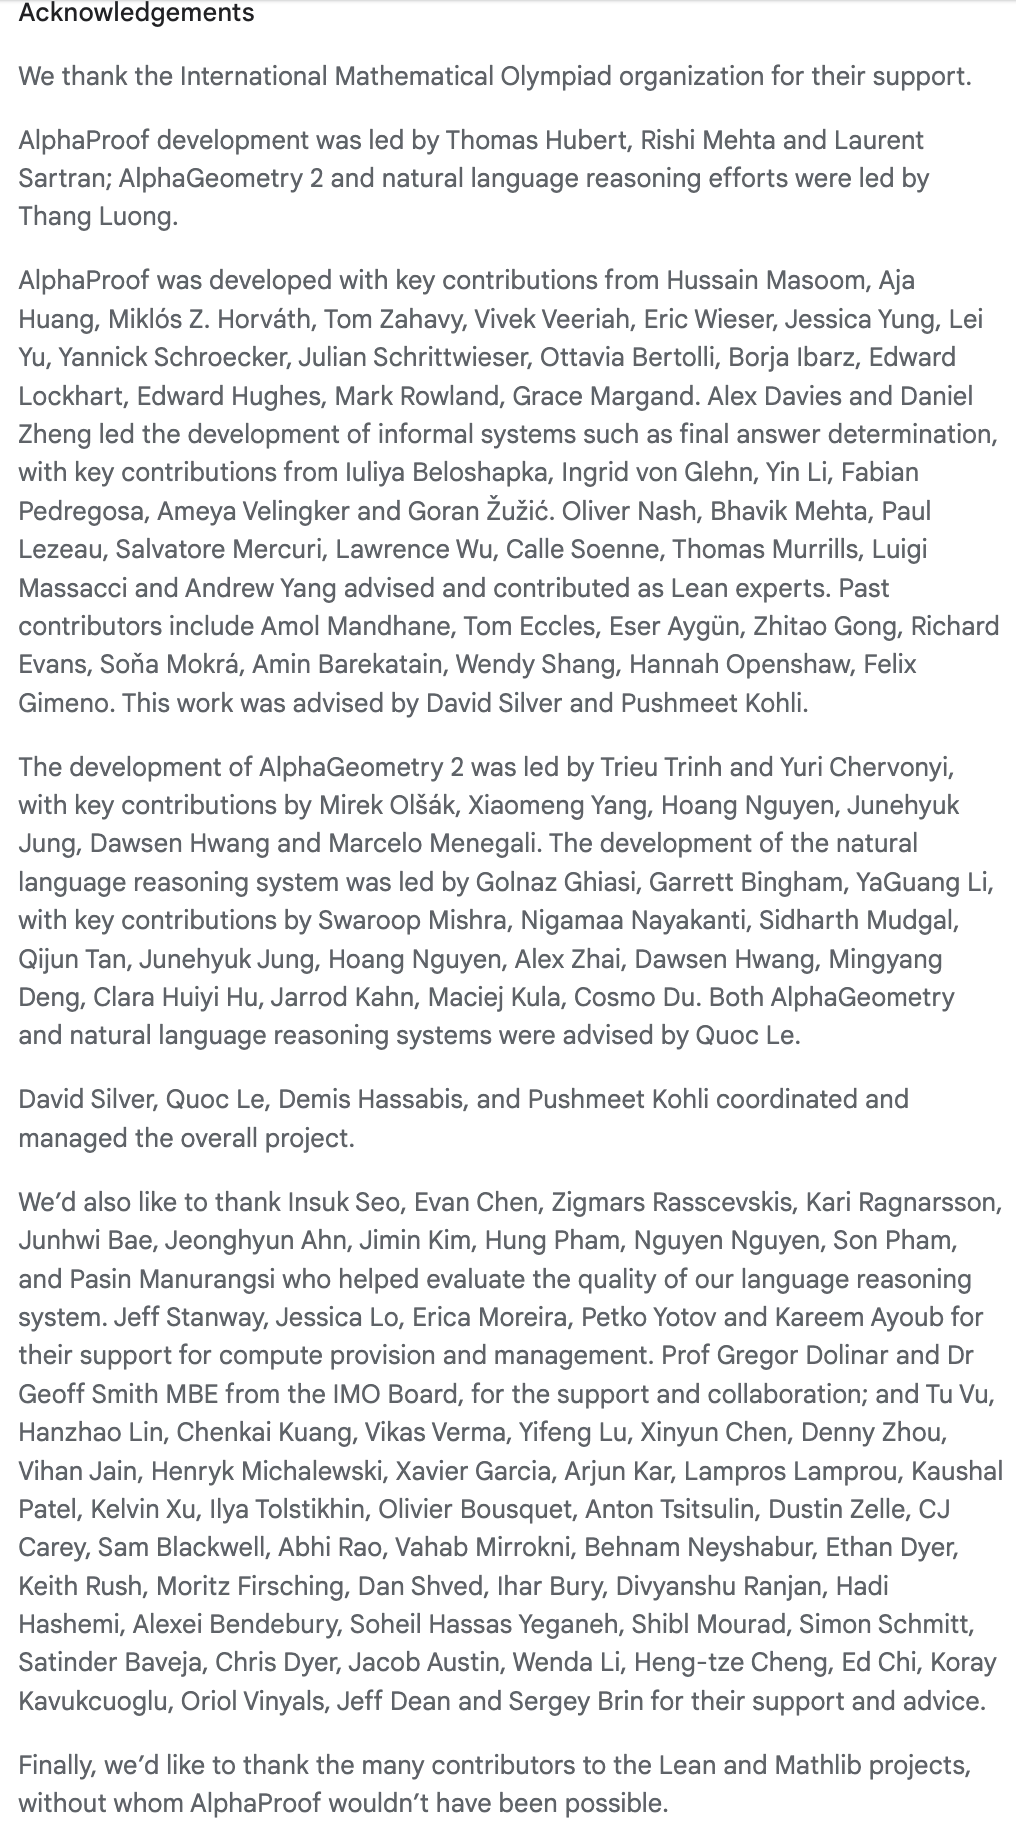 Acknowledgements
We thank the International Mathematical Olympiad organization for their support.
AlphaProof development was led by Thomas Hubert, Rishi Mehta and Laurent
Sartran; AlphaGeometry 2 and natural language reasoning efforts were led by
Thang Luong.
AlphaProof was developed with key contributions from Hussain Masoom, Aja
Huang, Miklós Z. Horváth, Tom Zahavy, Vivek Veeriah, Eric Wieser, Jessica Yung, Lei
Yu, Yannick Schroecker, Julian Schrittwieser, Ottavia Bertolli, Borja Ibarz, Edward
Lockhart, Edward Hughes, Mark Rowland, Grace Margand. Alex Davies and Daniel
Zheng led the development of informal systems such as final answer determination,
with key contributions from Iuliya Beloshapka, Ingrid von Glehn, Yin Li, Fabian
Pedregosa, Ameya Velingker and Goran Žužić. Oliver Nash, Bhavik Mehta, Paul
Lezeau, Salvatore Mercuri, Lawrence Wu, Calle Soenne, Thomas Murrills, Luigi
Massacci and Andrew Yang advised and contributed as Lean experts. Past
contributors include Amol Mandhane, Tom Eccles, Eser Aygün, Zhitao Gong, Richard
Evans, Soňa Mokrá, Amin Barekatain, Wendy Shang, Hannah Openshaw, Felix
Gimeno. This work was advised by David Silver and Pushmeet Kohli.
The development of AlphaGeometry 2 was led by Trieu Trinh and Yuri Chervonyi,
with key contributions by Mirek Olšák, Xiaomeng Yang, Hoang Nguyen, Junehyuk
Jung, Dawsen Hwang and Marcelo Menegali. The development of the natural
language reasoning system was led by Golnaz Ghiasi, Garrett Bingham, YaGuang Li,
with key contributions by Swaroop Mishra, Nigamaa Nayakanti, Sidharth Mudgal,
Qijun Tan, Junehyuk Jung, Hoang Nguyen, Alex Zhai, Dawsen Hwang, Mingyang
Deng, Clara Huiyi Hu, Jarrod Kahn, Maciej Kula, Cosmo Du. Both AlphaGeometry
and natural language reasoning systems were advised by Quoc Le.
David Silver, Quoc Le, Demis Hassabis, and Pushmeet Kohli coordinated and
managed the overall project.
We’d also like to thank Insuk Seo, Evan Chen, Zigmars Rasscevskis, Kari Ragnarsson,
Junhwi Bae, Jeonghyun Ahn, Jimin Kim, Hung Pham, Nguyen Nguyen, Son Pham,
and Pasin Manurangsi who helped evaluate the quality of our language reasoning
system. Jeff Stanway, Jessica Lo, Erica Moreira, Petko Yotov and Kareem Ayoub for
their support for compute provision and management. Prof Gregor Dolinar and Dr
Geoff Smith MBE from the IMO Board, for the support and collaboration; and Tu Vu,
Hanzhao Lin, Chenkai Kuang, Vikas Verma, Yifeng Lu, Xinyun Chen, Denny Zhou,
Vihan Jain, Henryk Michalewski, Xavier Garcia, Arjun Kar, Lampros Lamprou, Kaushal
Patel, Kelvin Xu, Ilya Tolstikhin, Olivier Bousquet, Anton Tsitsulin, Dustin Zelle, CJ
Carey, Sam Blackwell, Abhi Rao, Vahab Mirrokni, Behnam Neyshabur, Ethan Dyer,
Keith Rush, Moritz Firsching, Dan Shved, Ihar Bury, Divyanshu Ranjan, Hadi
Hashemi, Alexei Bendebury, Soheil Hassas Yeganeh, Shibl Mourad, Simon Schmitt,
Satinder Baveja, Chris Dyer, Jacob Austin, Wenda Li, Heng-tze Cheng, Ed Chi, Koray
Kavukcuoglu, Oriol Vinyals, Jeff Dean and Sergey Brin for their support and advice.
Finally, we’d like to thank the many contributors to the Lean and Mathlib projects,
without whom AlphaProof wouldn’t have been possible.